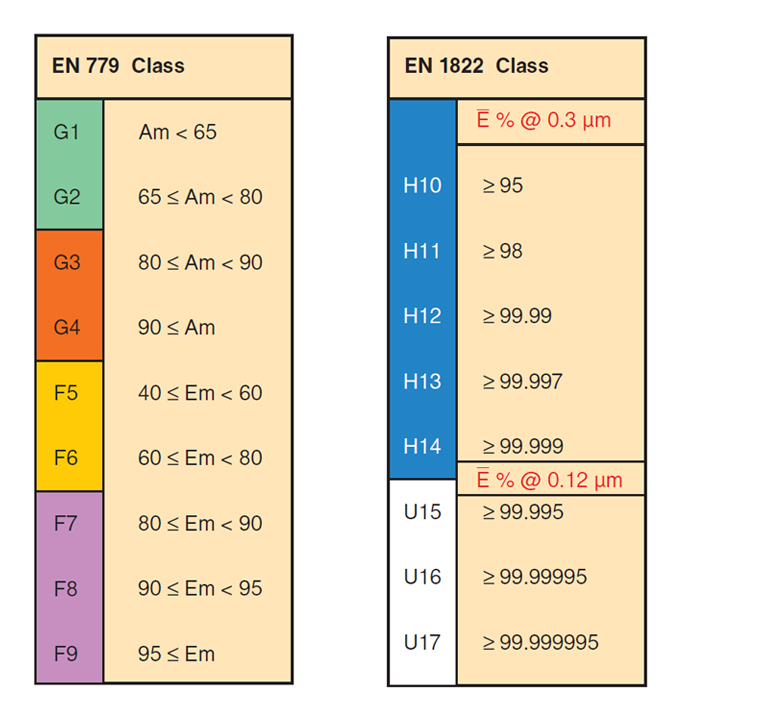 EN 779 Class
G1 Am < 65
G2 65 ≤ Am < 80
G3 80 ≤ Am < 90
G4 90 ≤ Am
F5 40 ≤ Em < 60
F6 60 ≤ Em < 80
F7 80 ≤ Em < 90
F8 90 ≤ Em < 95
F9 95 ≤ Em
EN 1822 Class
E̅ % @ 0.3 µm
H10 ≥ 95
H11 ≥ 98
H12 ≥ 99.99
H13 ≥ 99.997
H14 ≥ 99.999
E̅ % @ 0.12 µm
U15 ≥ 99.995
U16 ≥ 99.99995
U17 ≥ 99.999995